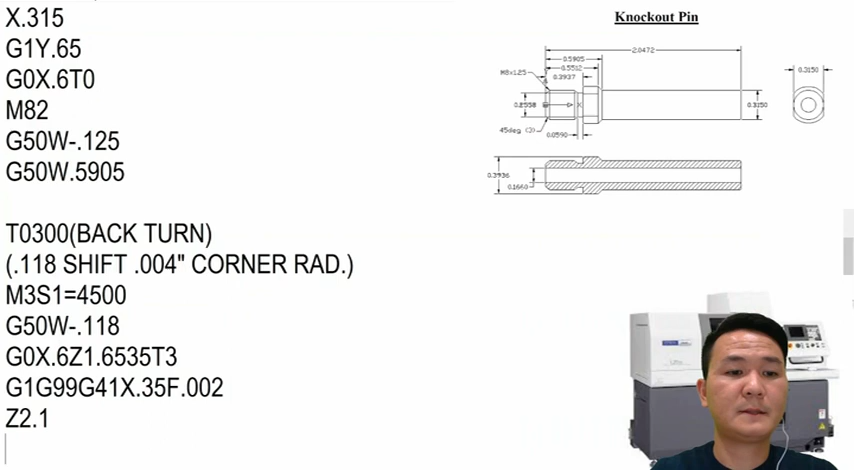 X.315
G1Y.65
G0X.6T0
M82
G50W-.125
G50W.5905
T0300(BACK TURN)
(.118 SHIFT .004" CORNER RAD.)
M3S1=4500
G50W-.118
G0X.6Z1.6535T3
G1G99G41X.35F.002
Z2.1
Knockout Pin
2.0472
0.5905
0.5512
0.3937
M8x1.25
0.3150
0.2558
X
0.3150
45deg (2)
0.0590
0.3936
0.1660